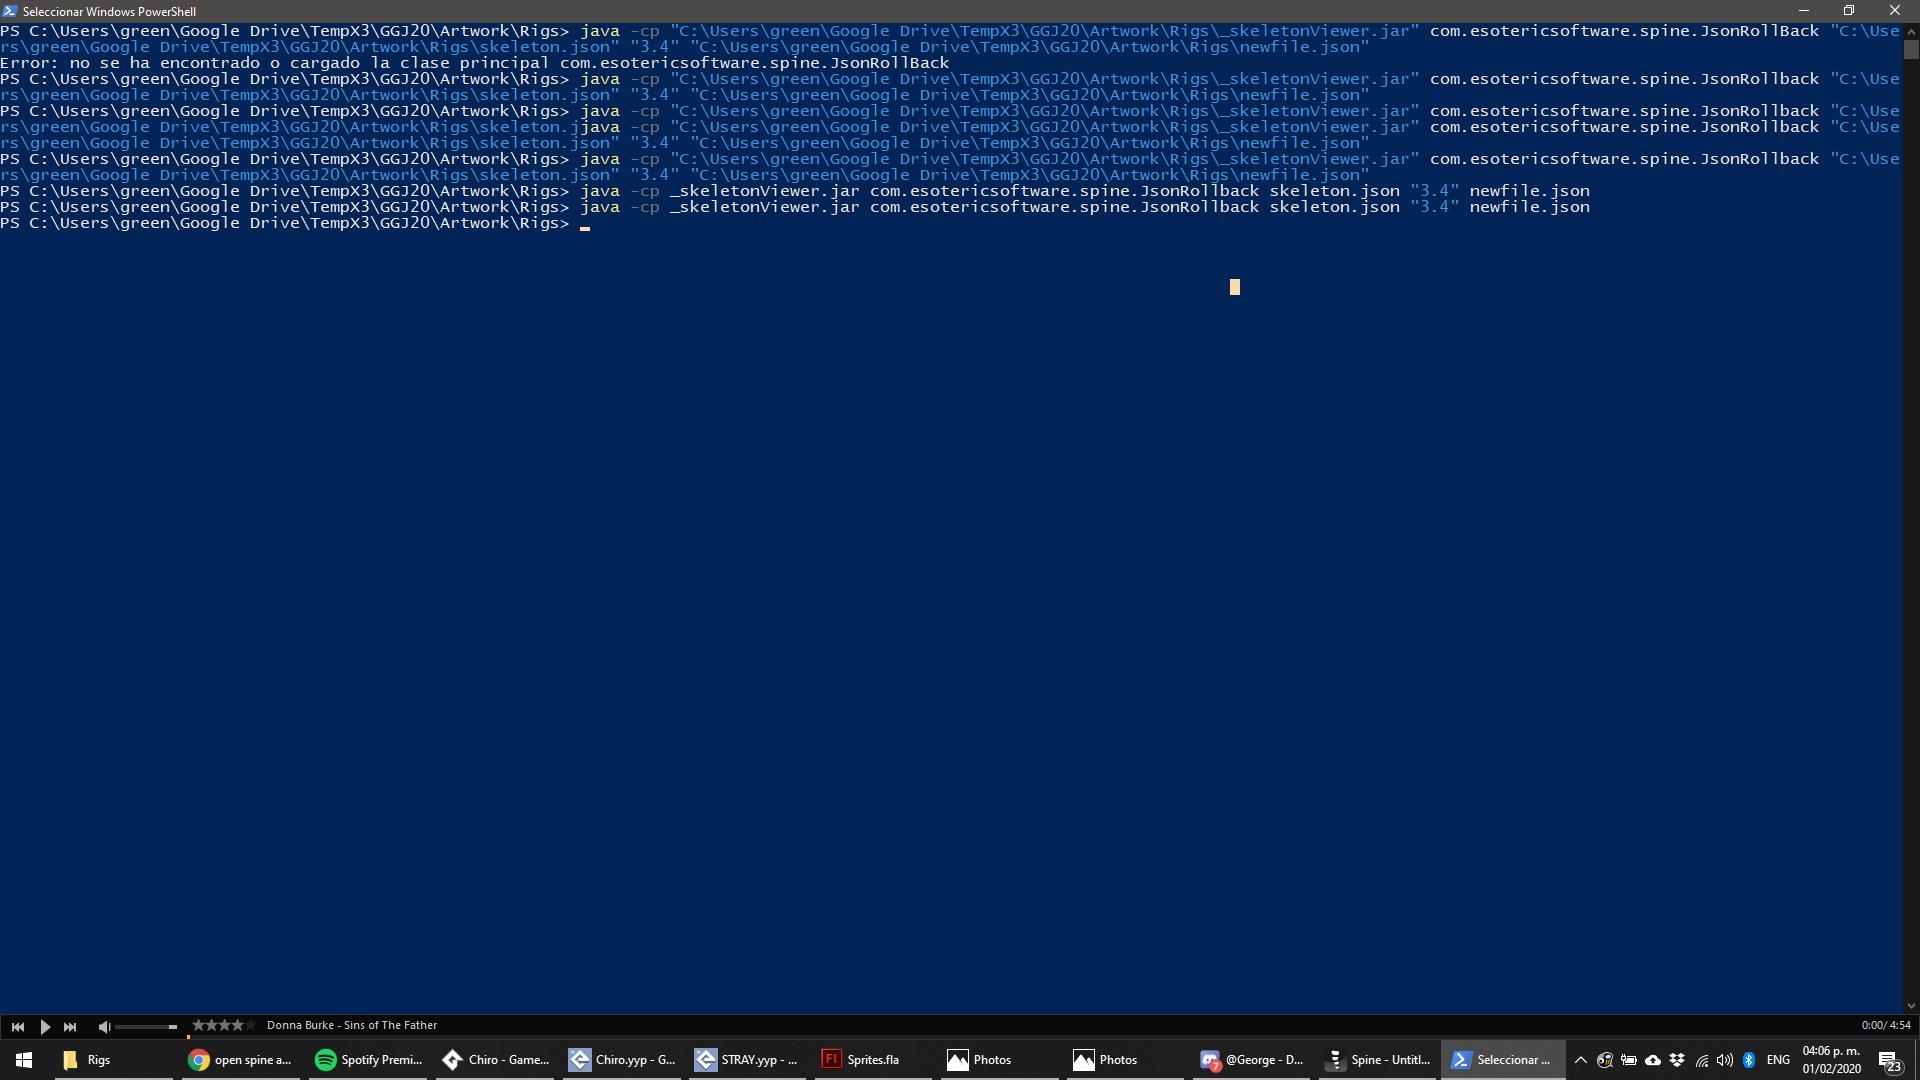 Seleccionar Windows PowerShell
PS C:\Users\green\Google Drive\TempX3\GGJ20\Artwork\Rigs> java -cp "C:\Users\green\Google Drive\TempX3\GGJ20\Artwork\Rigs\_skeletonViewer.jar" com.esotericsoftware.spine.JsonRollBack "C:\Use
rs\green\Google Drive\TempX3\GGJ20\Artwork\Rigs\skeleton.json" "3.4" "C:\Users\green\Google Drive\TempX3\GGJ20\Artwork\Rigs\newfile.json"
Error: no se ha encontrado o cargado la clase principal com.esotericsoftware.spine.JsonRollBack
PS C:\Users\green\Google Drive\TempX3\GGJ20\Artwork\Rigs> java -cp "C:\Users\green\Google Drive\TempX3\GGJ20\Artwork\Rigs\_skeletonViewer.jar" com.esotericsoftware.spine.JsonRollback "C:\Use
rs\green\Google Drive\TempX3\GGJ20\Artwork\Rigs\skeleton.json" "3.4" "C:\Users\green\Google Drive\TempX3\GGJ20\Artwork\Rigs\newfile.json"
PS C:\Users\green\Google Drive\TempX3\GGJ20\Artwork\Rigs> java -cp "C:\Users\green\Google Drive\TempX3\GGJ20\Artwork\Rigs\_skeletonViewer.jar" com.esotericsoftware.spine.JsonRollback "C:\Use
rs\green\Google Drive\TempX3\GGJ20\Artwork\Rigs\skeleton.jjava -cp "C:\Users\green\Google Drive\TempX3\GGJ20\Artwork\Rigs\_skeletonViewer.jar" com.esotericsoftware.spine.JsonRollback "C:\Use
rs\green\Google Drive\TempX3\GGJ20\Artwork\Rigs\skeleton.json" "3.4" "C:\Users\green\Google Drive\TempX3\GGJ20\Artwork\Rigs\newfile.json"
PS C:\Users\green\Google Drive\TempX3\GGJ20\Artwork\Rigs> java -cp "C:\Users\green\Google Drive\TempX3\GGJ20\Artwork\Rigs\_skeletonViewer.jar" com.esotericsoftware.spine.JsonRollback "C:\Use
rs\green\Google Drive\TempX3\GGJ20\Artwork\Rigs\skeleton.json" "3.4" "C:\Users\green\Google Drive\TempX3\GGJ20\Artwork\Rigs\newfile.json"
PS C:\Users\green\Google Drive\TempX3\GGJ20\Artwork\Rigs> java -cp _skeletonViewer.jar com.esotericsoftware.spine.JsonRollback skeleton.json "3.4" newfile.json
PS C:\Users\green\Google Drive\TempX3\GGJ20\Artwork\Rigs> java -cp _skeletonViewer.jar com.esotericsoftware.spine.JsonRollback skeleton.json "3.4" newfile.json
PS C:\Users\green\Google Drive\TempX3\GGJ20\Artwork\Rigs>
Donna Burke - Sins of The Father 0:00/ 4:54
Rigs open spine a... Spotify Premi... Chiro - Game... Chiro.yyp - G... STRAY.yyp - ... Fl Sprites.fla Photos Photos 7 @George - D... Spine - Untitl... Seleccionar ... ENG 04:06 p. m. 23
01/02/2020